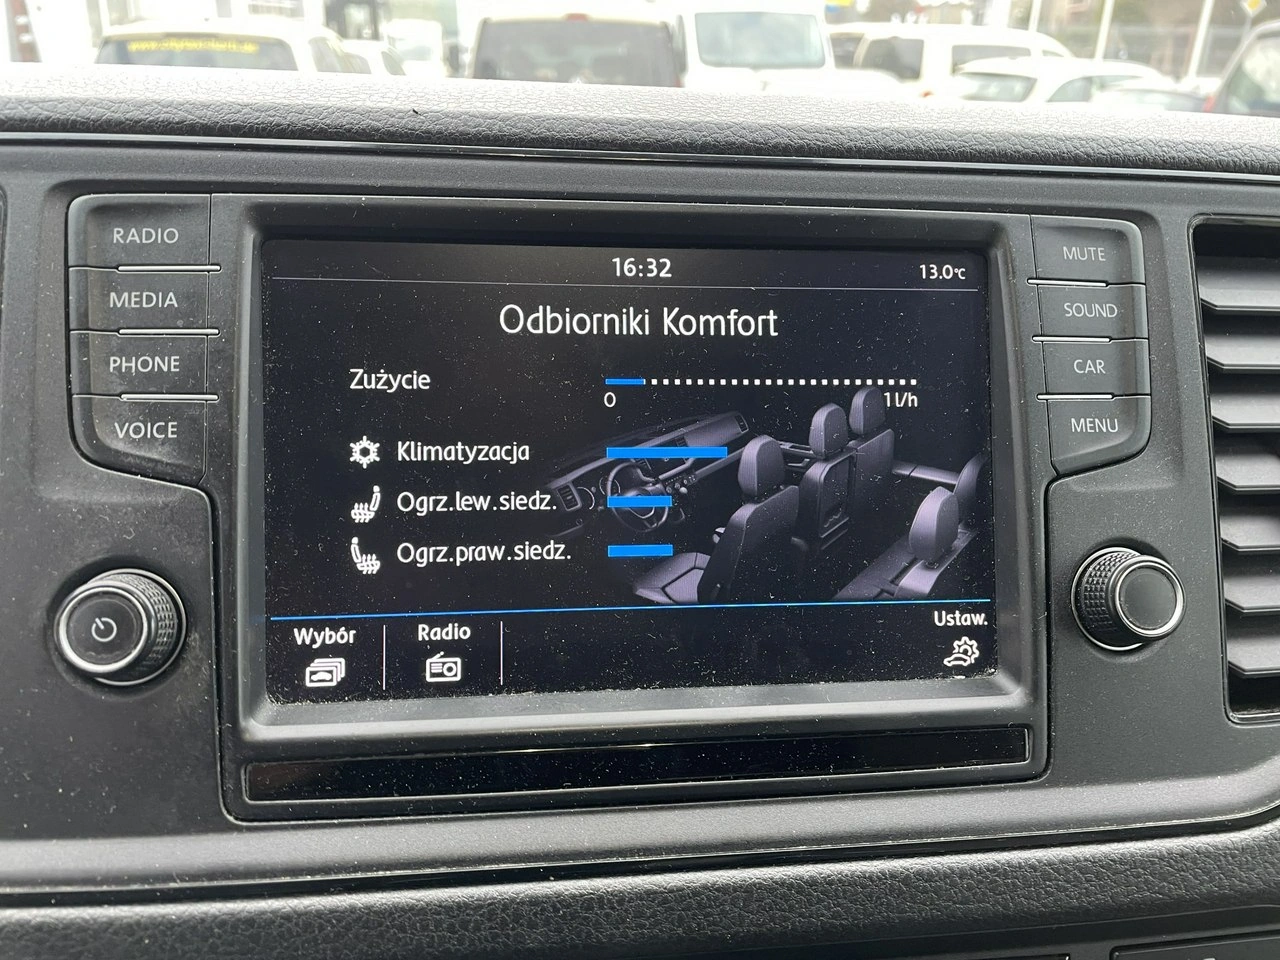 RADIO
MEDIA
PHONE
VOICE
16:32
13.0°C
Odbiorniki Komfort
Zużycie
0
1 l/h
Klimatyzacja
Ogrz.lew.siedz.
Ogrz.praw.siedz.
Wybór
Radio
Ustaw.
MUTE
SOUND
CAR
MENU